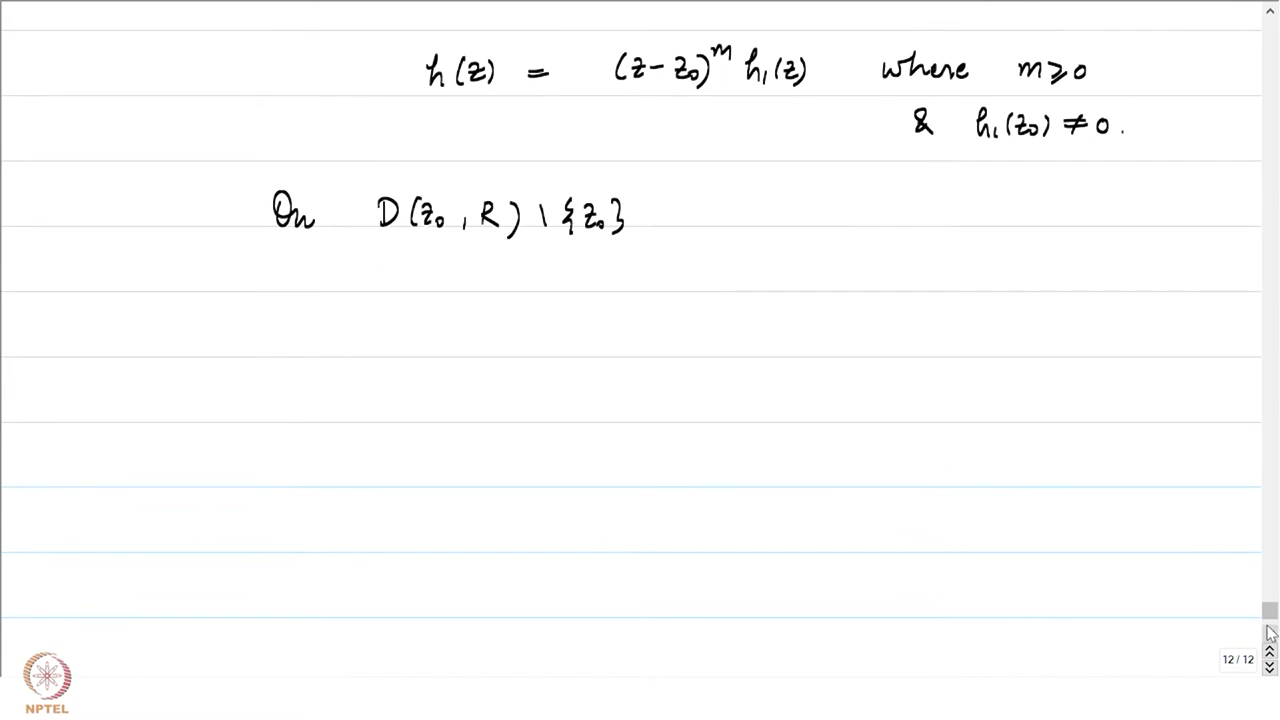 h(z) = (z-z₀)ᵐ h₁(z) where m ⩾ 0
& h₁(z₀) ≠ 0.
On D(z₀, R) \ {z₀}
12 / 12
NPTEL